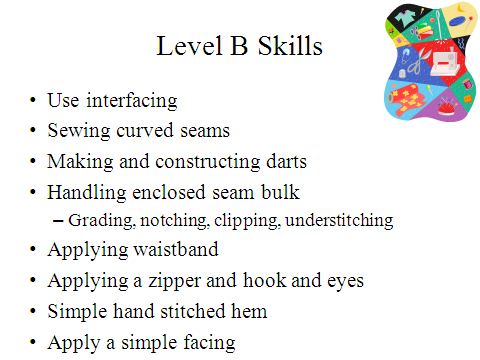 Level B Skills
• Use interfacing
• Sewing curved seams
• Making and constructing darts
• Handling enclosed seam bulk
– Grading, notching, clipping, understitching
• Applying waistband
• Applying a zipper and hook and eyes
• Simple hand stitched hem
• Apply a simple facing